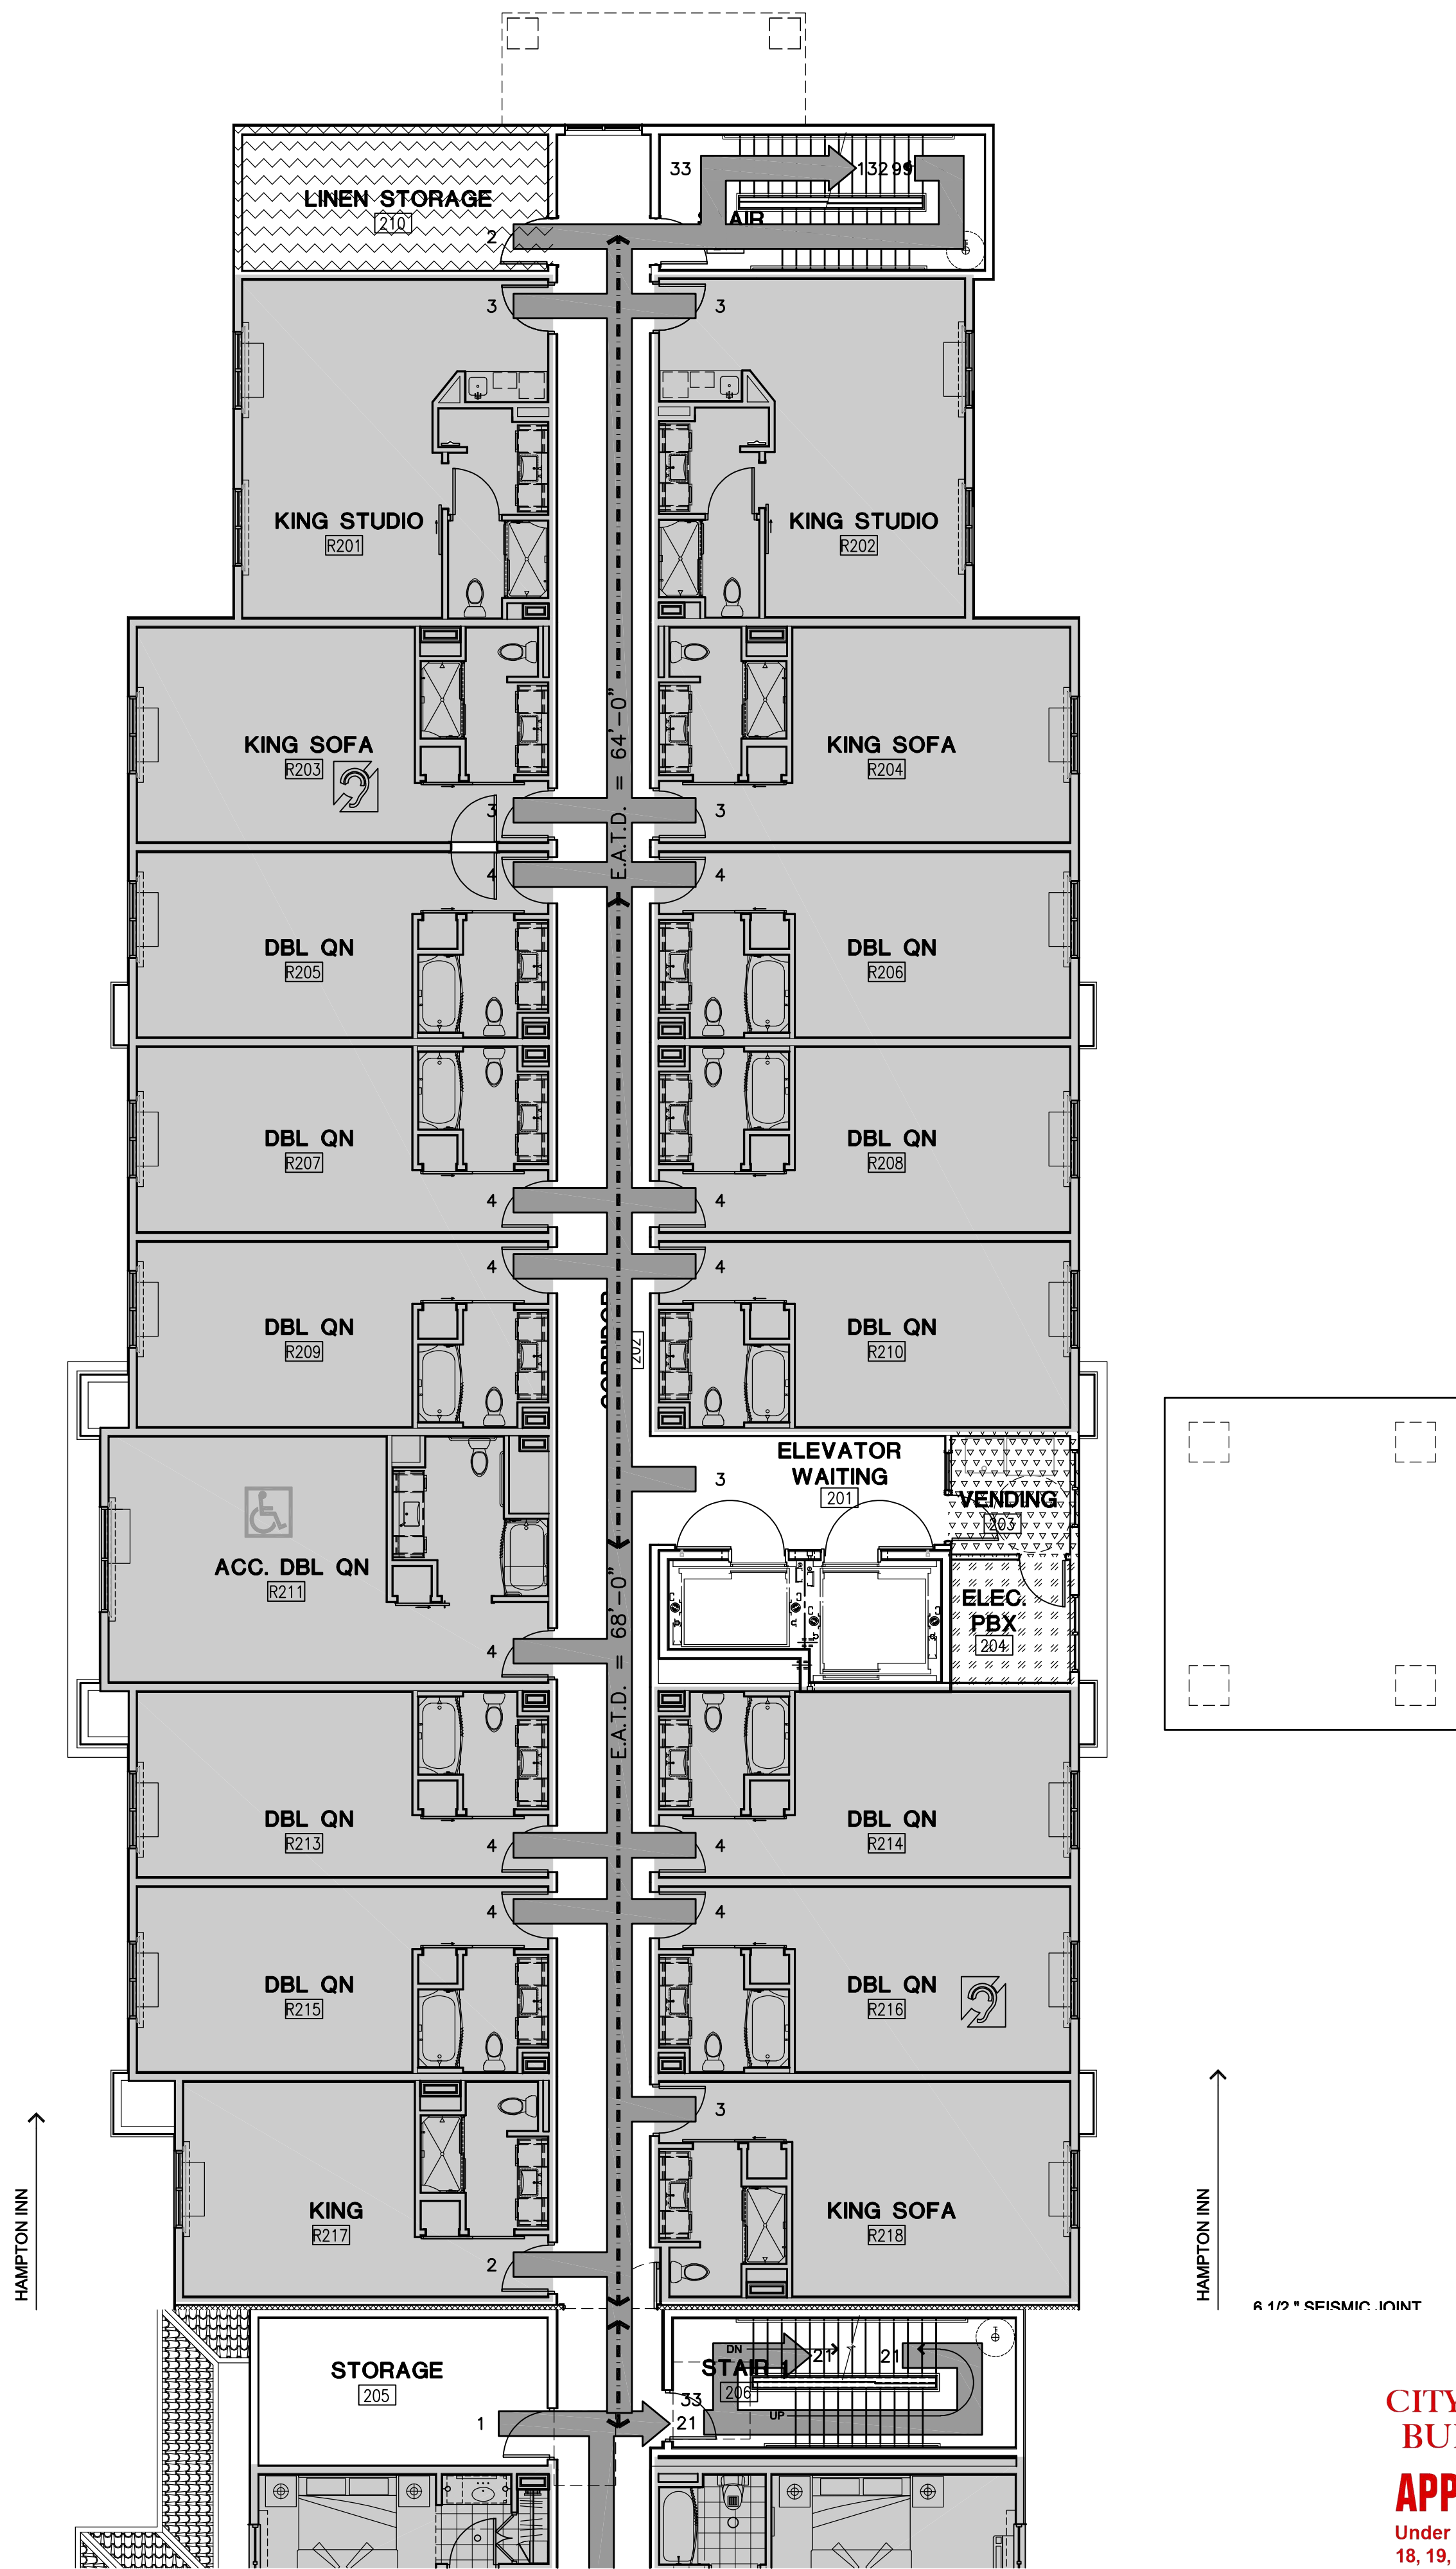 33
132 99
LINEN STORAGE
210
2
3
3
KING STUDIO
R201
KING STUDIO
R202
E.A.T.D. = 64'-0"
KING SOFA
R203
KING SOFA
R204
3
3
4
4
DBL QN
R205
DBL QN
R206
DBL QN
R207
DBL QN
R208
4
4
4
4
CORRIDOR
202
DBL QN
R209
DBL QN
R210
ELEVATOR
WAITING
201
3
VENDING
203
ACC. DBL QN
R211
ELEC.
PBX
204
E.A.T.D. = 68'-0"
4
DBL QN
R213
DBL QN
R214
4
4
4
4
DBL QN
R215
DBL QN
R216
3
KING
R217
KING SOFA
R218
2
HAMPTON INN
HAMPTON INN
6 1/2 " SEISMIC JOINT
STORAGE
205
DN
21
21
STAIR 1
206
33
UP
1
21
CITY
BU
APP
Under
18, 19,